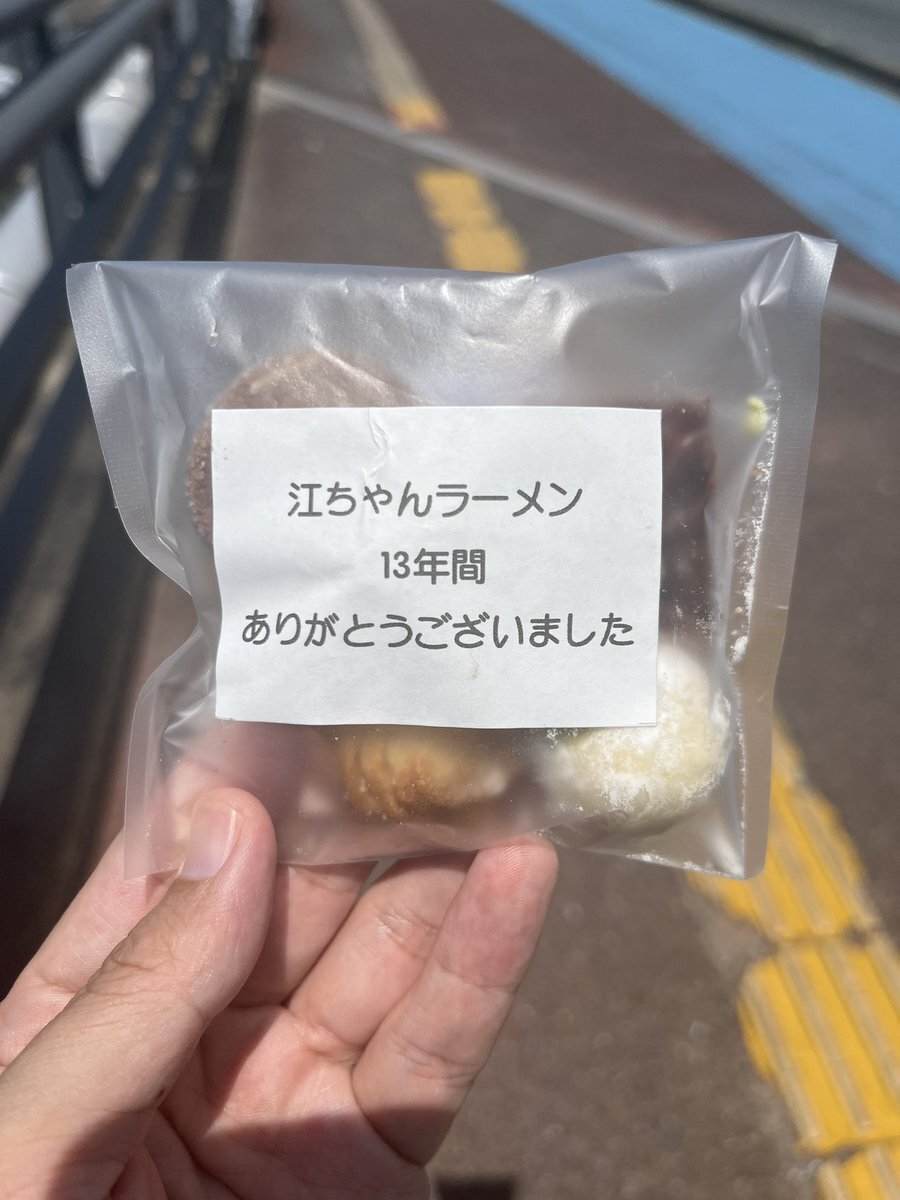 江ちゃんラーメン
13年間
ありがとうございました